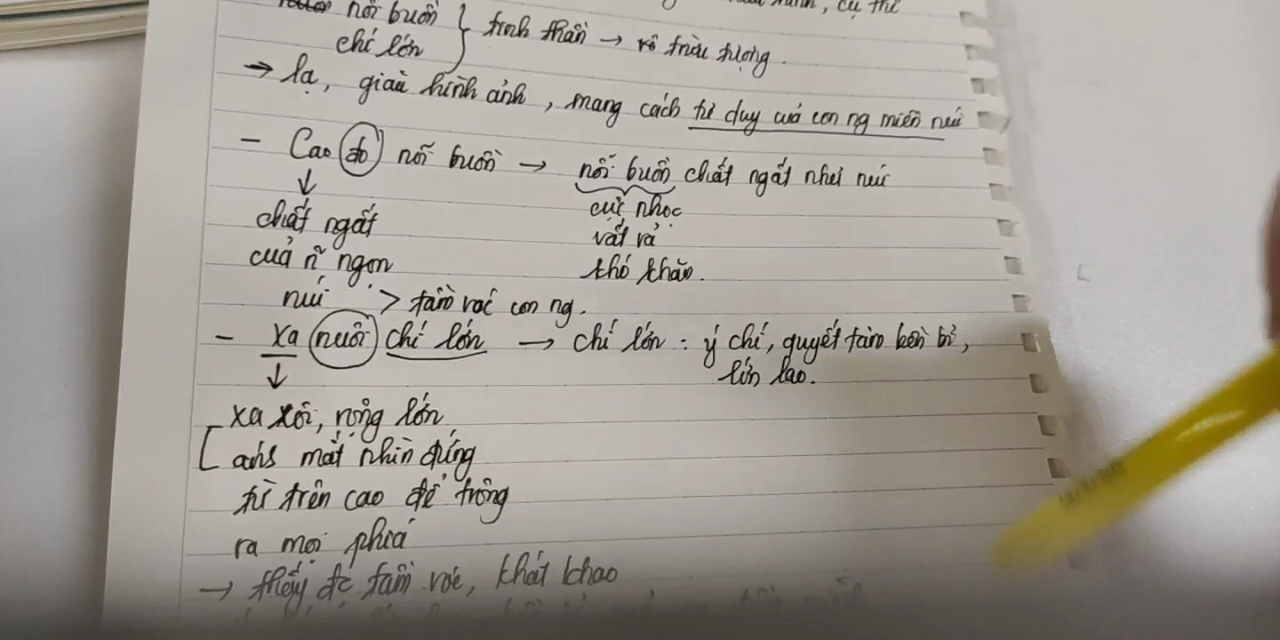 cụ thể
nỗi buồn } tinh thần → rõ trừu tượng.
chí lớn
→ lạ, giàu hình ảnh, mang cách tư duy của con ng miền núi
- Cao đo nỗi buồn → nỗi buồn chất ngất như núi
↓
chất ngất cực nhọc
của ~ ngọn vất vả
núi khó khăn.
> tầm vóc con ng.
- Xa nuôi chí lớn → chí lớn: ý chí, quyết tâm bền bỉ,
↓ lớn lao.
xa xôi, rộng lớn
[ ánh mắt nhìn đứng
từ trên cao để trông
ra mọi phía
→ thấy đc tầm vóc, khát khao